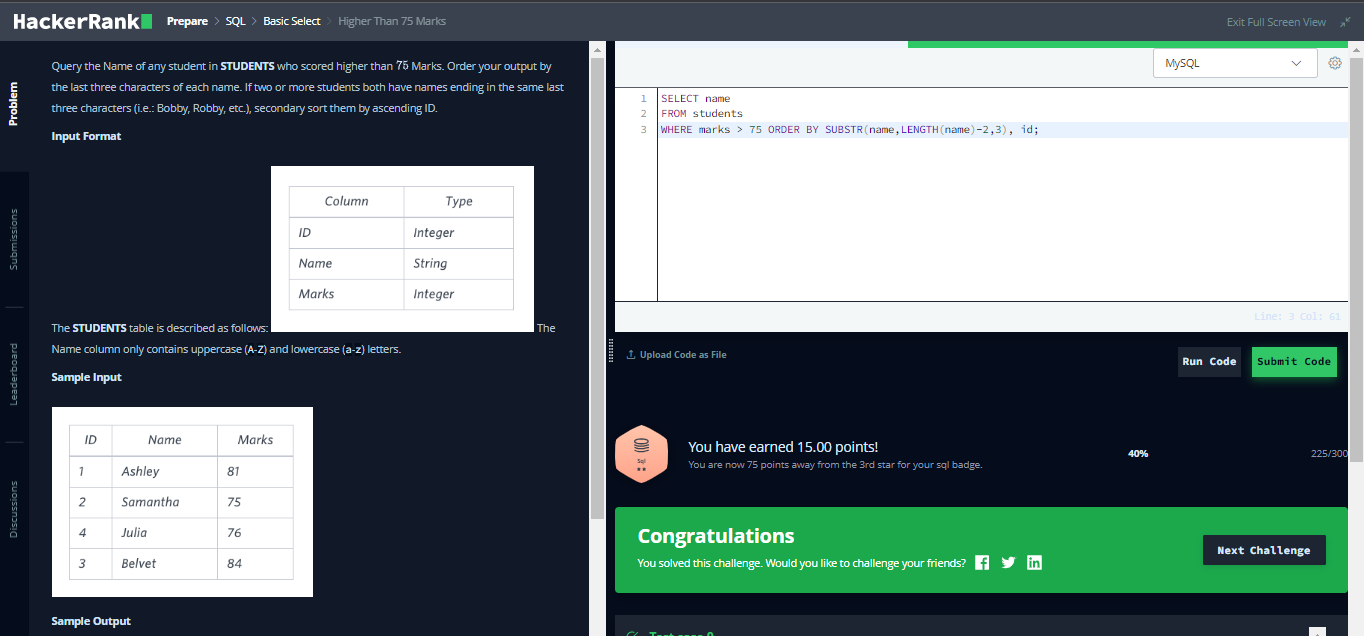 HackerRank Prepare > SQL > Basic Select > Higher Than 75 Marks
Exit Full Screen View
Problem
Submissions
Leaderboard
Discussions
Query the Name of any student in STUDENTS who scored higher than 75 Marks. Order your output by
the last three characters of each name. If two or more students both have names ending in the same last
three characters (i.e.: Bobby, Robby, etc.), secondary sort them by ascending ID.
Input Format
Column Type
ID Integer
Name String
Marks Integer
The STUDENTS table is described as follows: The
Name column only contains uppercase (A-Z) and lowercase (a-z) letters.
Sample Input
ID Name Marks
1 Ashley 81
2 Samantha 75
4 Julia 76
3 Belvet 84
Sample Output
MySQL
1 SELECT name
2 FROM students
3 WHERE marks > 75 ORDER BY SUBSTR(name,LENGTH(name)-2,3), id;
Line: 3 Col: 61
Upload Code as File
Run Code
Submit Code
Sql
You have earned 15.00 points!
You are now 75 points away from the 3rd star for your sql badge.
40%
225/300
Congratulations
You solved this challenge. Would you like to challenge your friends?
Next Challenge
Test case 0